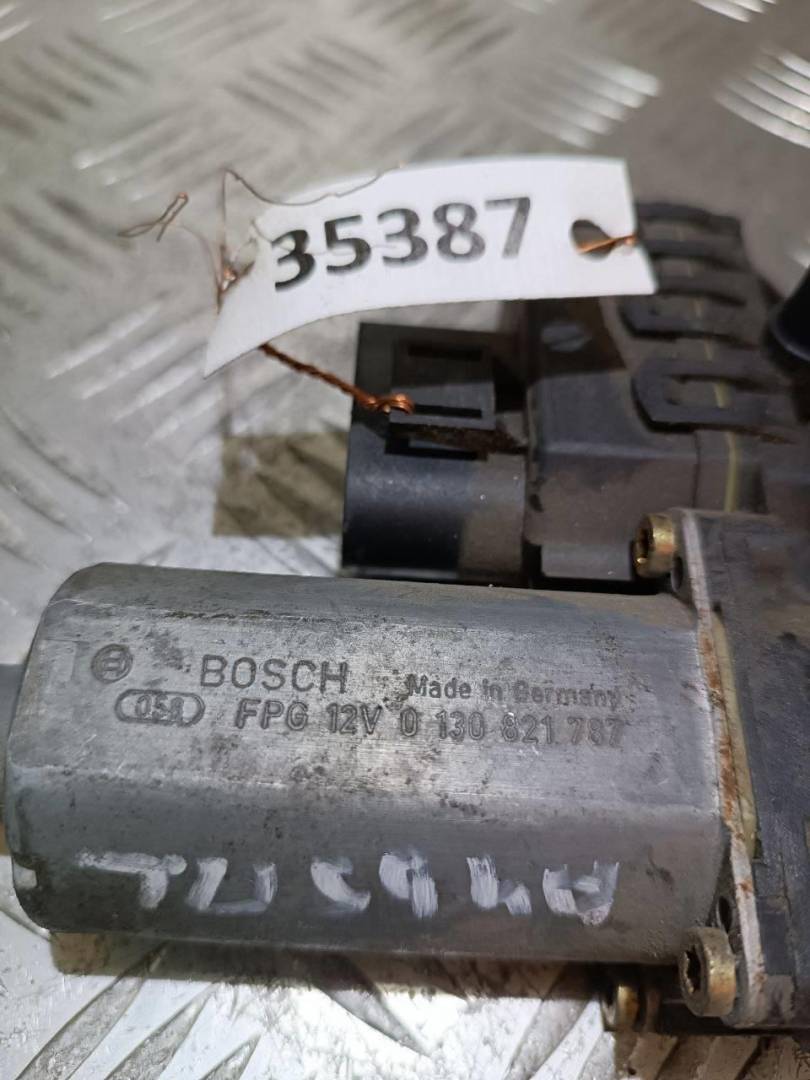 35387
BOSCH Made in Germany
058 FPG 12V 0 130 821 787